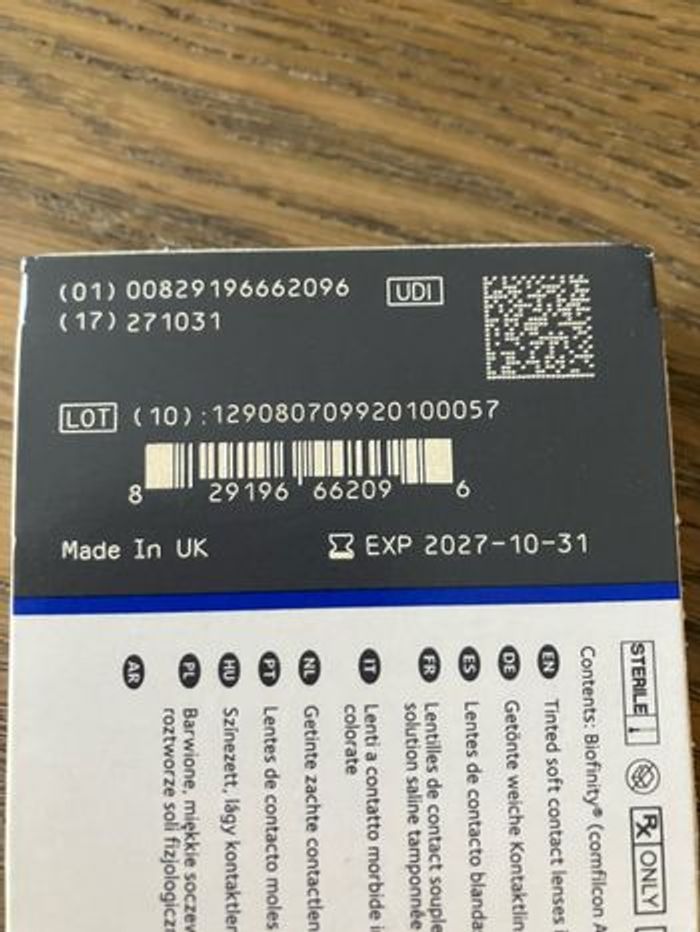 (01) 00829196662096 UDI
(17) 271031
LOT (10):129080709920100057
8 29196 66209 6
Made In UK EXP 2027-10-31
STERILE
Rx ONLY
Contents: Biofinity® (comfilcon A
EN Tinted soft contact lenses i
DE Getönte weiche Kontaktlin
ES Lentes de contacto blandas
FR Lentilles de contact souple
solution saline tamponnée
IT Lenti a contatto morbide i
colorate
NL Getinte zachte contactlen
PT Lentes de contacto moles
HU Színezett, lágy kontaktler
PL Barwione, miękkie soczew
roztworze soli fizjologiczn
AR